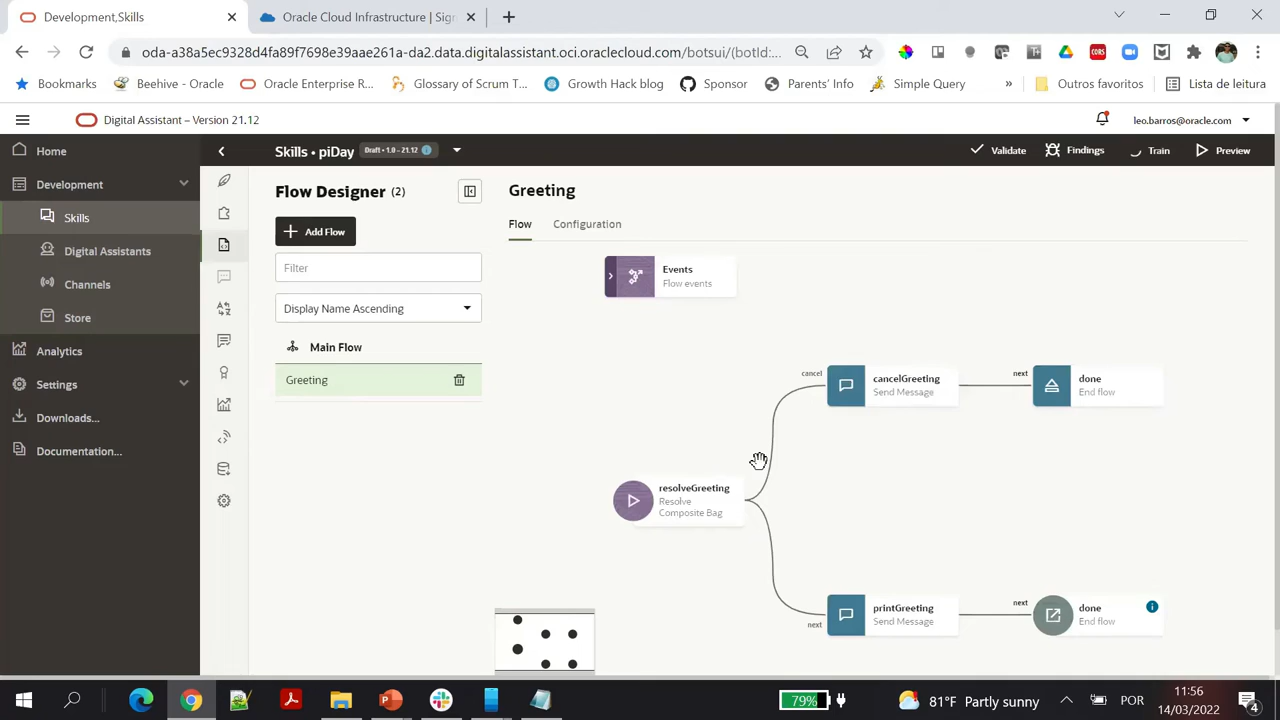 Development,Skills
Oracle Cloud Infrastructure | Sign
oda-a38a5ec9328d4fa89f7698e39aae261a-da2.data.digitalassistant.oci.oraclecloud.com/botsui/(botId:...
Bookmarks
Beehive - Oracle
Oracle Enterprise R...
Glossary of Scrum T...
Growth Hack blog
Sponsor
Parents' Info
Simple Query
»
Outros favoritos
Lista de leitura
Digital Assistant – Version 21.12
leo.barros@oracle.com
Home
Development
Skills
Digital Assistants
Channels
Store
Analytics
Settings
Downloads...
Documentation...
Skills • piDay
Draft • 1.0 - 21.12
Validate
Findings
Train
Preview
Flow Designer (2)
Add Flow
Filter
Display Name Ascending
Main Flow
Greeting
Greeting
Flow
Configuration
Events
Flow events
cancel
cancelGreeting
Send Message
next
done
End flow
resolveGreeting
Resolve
Composite Bag
next
printGreeting
Send Message
next
done
End flow
79%
81°F Partly sunny
POR
11:56
14/03/2022
4